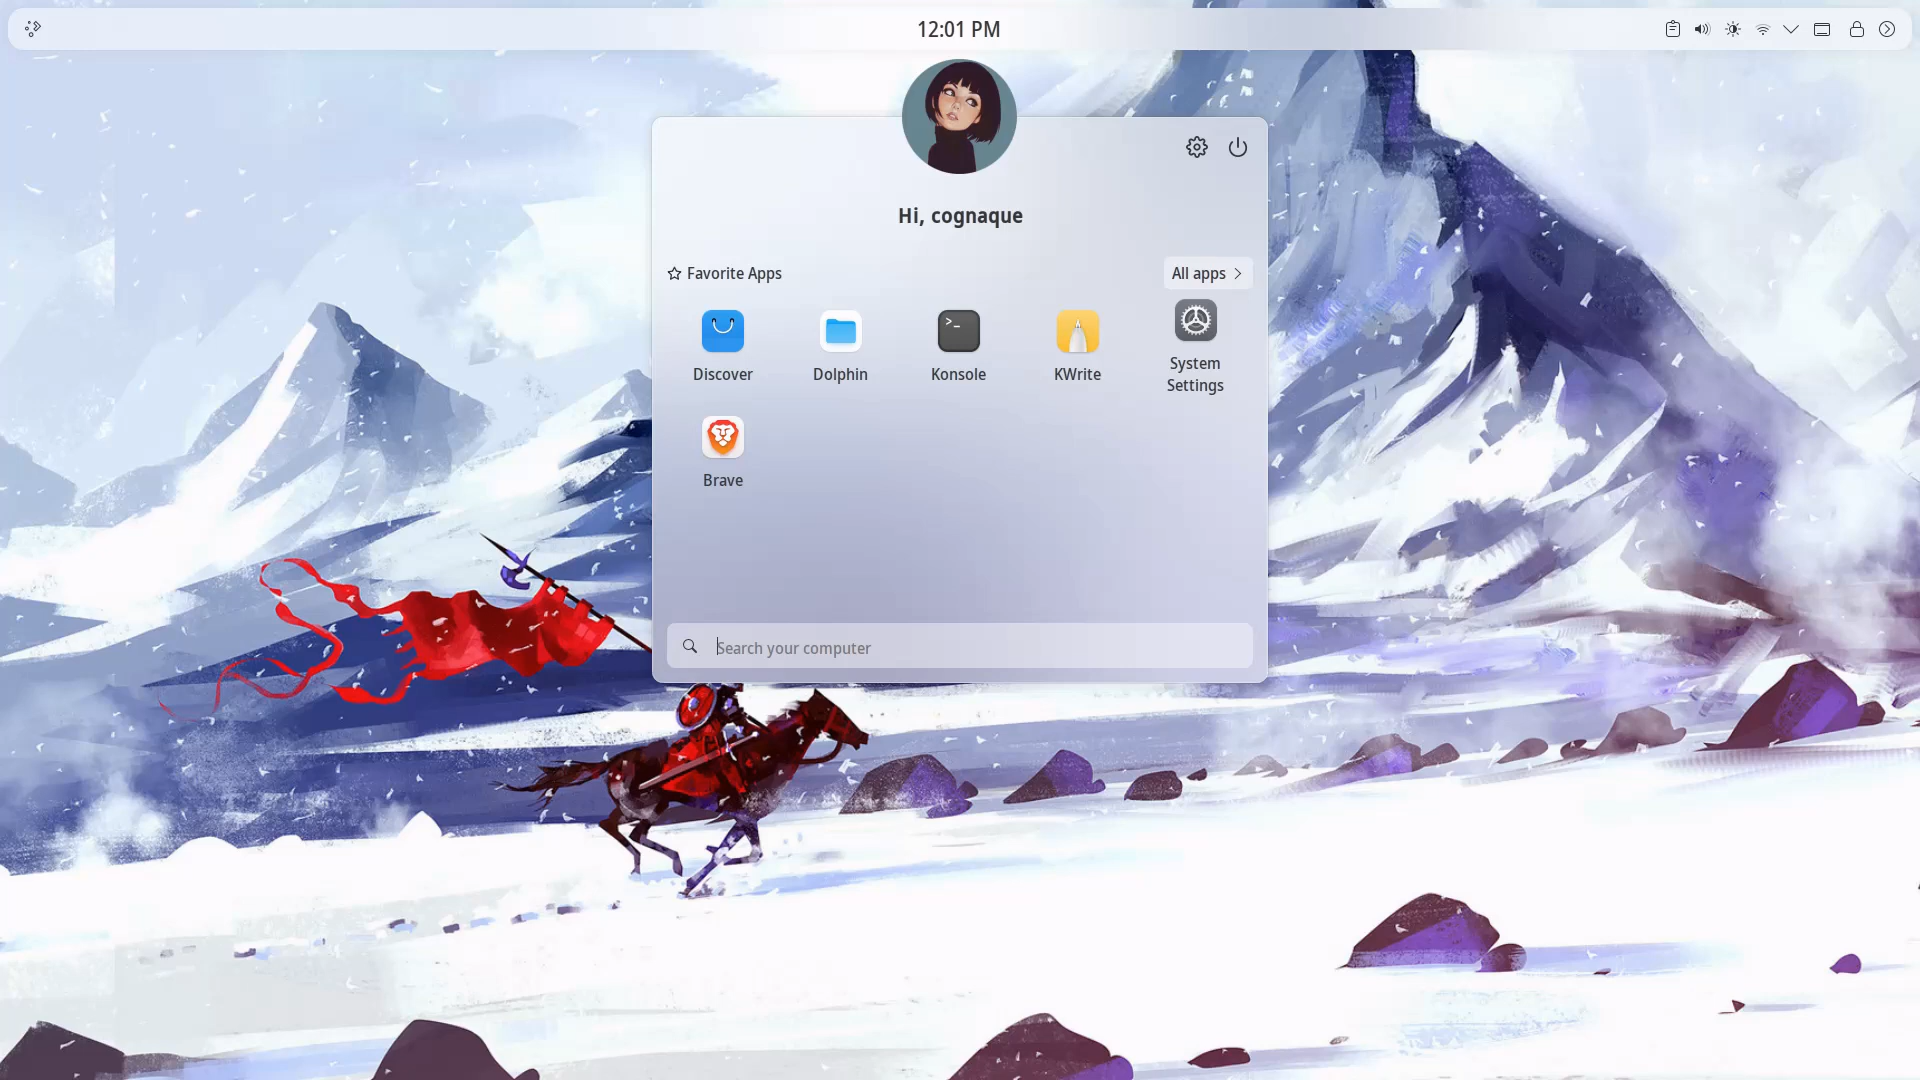 12:01 PM
Hi, cognaque
Favorite Apps
All apps
Discover
Dolphin
>_
Konsole
KWrite
System
Settings
Brave
Search your computer